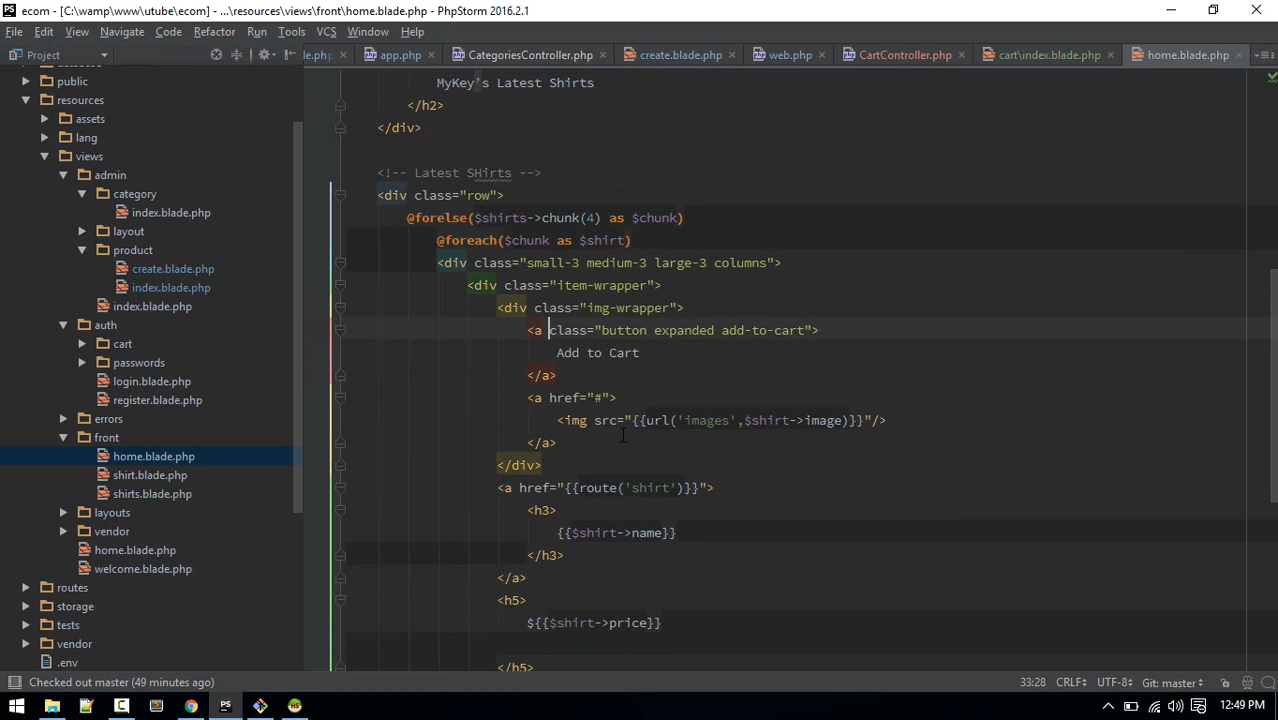 ecom - [E:\wamp\www\utube\ecom] - ...\resources\views\front\home.blade.php - PhpStorm 2016.2.1
File Edit View Navigate Code Refactor Run Tools VCS Window Help
Project
le.php
app.php
CategoriesController.php
create.blade.php
web.php
CartController.php
cart\index.blade.php
home.blade.php
public
resources
assets
lang
views
admin
category
index.blade.php
layout
product
create.blade.php
index.blade.php
index.blade.php
auth
cart
passwords
login.blade.php
register.blade.php
errors
front
home.blade.php
shirt.blade.php
shirts.blade.php
layouts
vendor
home.blade.php
welcome.blade.php
routes
storage
tests
vendor
.env
MyKey's Latest Shirts
</h2>
</div>
<!-- Latest SHirts -->
<div class="row">
@forelse($shirts->chunk(4) as $chunk)
@foreach($chunk as $shirt)
<div class="small-3 medium-3 large-3 columns">
<div class="item-wrapper">
<div class="img-wrapper">
<a class="button expanded add-to-cart">
Add to Cart
</a>
<a href="#">
<img src="{{url('images',$shirt->image)}}"/>
</a>
</div>
<a href="{{route('shirt')}}">
<h3>
{{$shirt->name}}
</h3>
</a>
<h5>
${{$shirt->price}}
</h5>
Checked out master (49 minutes ago)
33:28 CRLF UTF-8 Git: master
12:49 PM